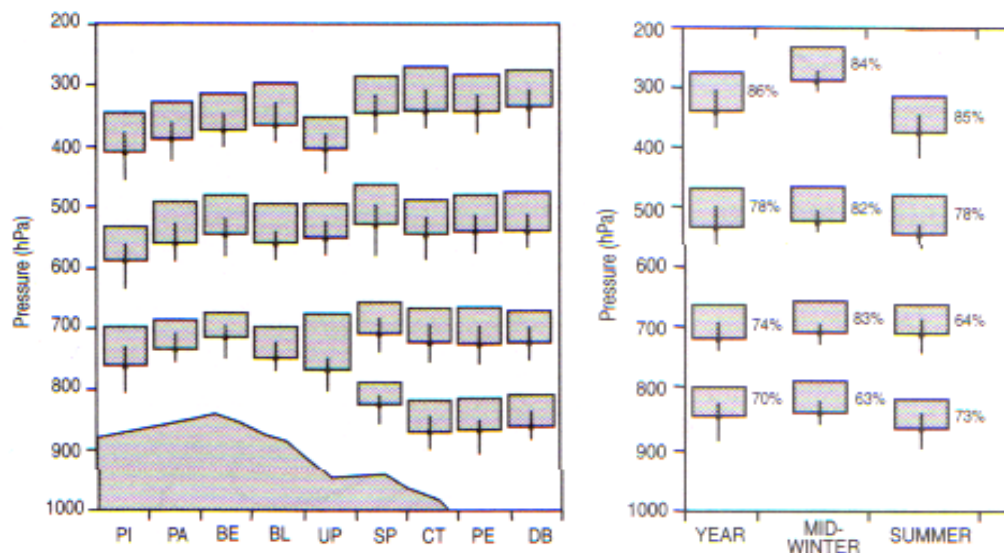 Pressure (hPa)
200
300
400
500
600
700
800
900
1000
PI PA BE BL UP SP CT PE DB
Pressure (hPa)
200
300
400
500
600
700
800
900
1000
86% 84% 85%
78% 82% 78%
74% 83% 64%
70% 63% 73%
YEAR MID-WINTER SUMMER